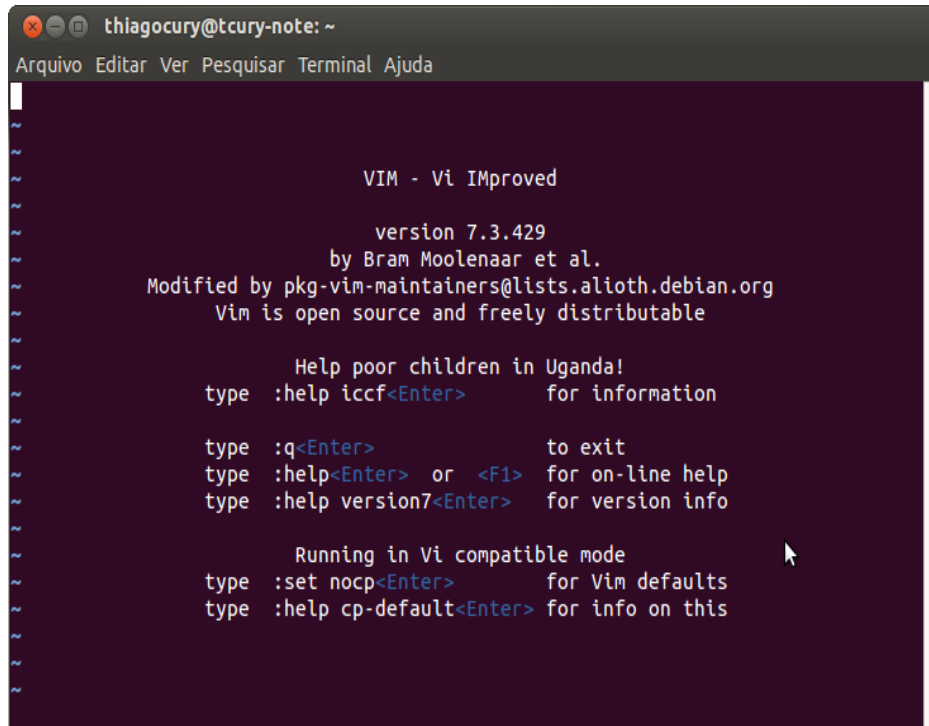 thiagocury@tcury-note: ~
Arquivo Editar Ver Pesquisar Terminal Ajuda
~
~
~ VIM - Vi IMproved
~
~ version 7.3.429
~ by Bram Moolenaar et al.
~ Modified by pkg-vim-maintainers@lists.alioth.debian.org
~ Vim is open source and freely distributable
~
~ Help poor children in Uganda!
~ type :help iccf<Enter> for information
~
~ type :q<Enter> to exit
~ type :help<Enter> or <F1> for on-line help
~ type :help version7<Enter> for version info
~
~ Running in Vi compatible mode
~ type :set nocp<Enter> for Vim defaults
~ type :help cp-default<Enter> for info on this
~
~
~